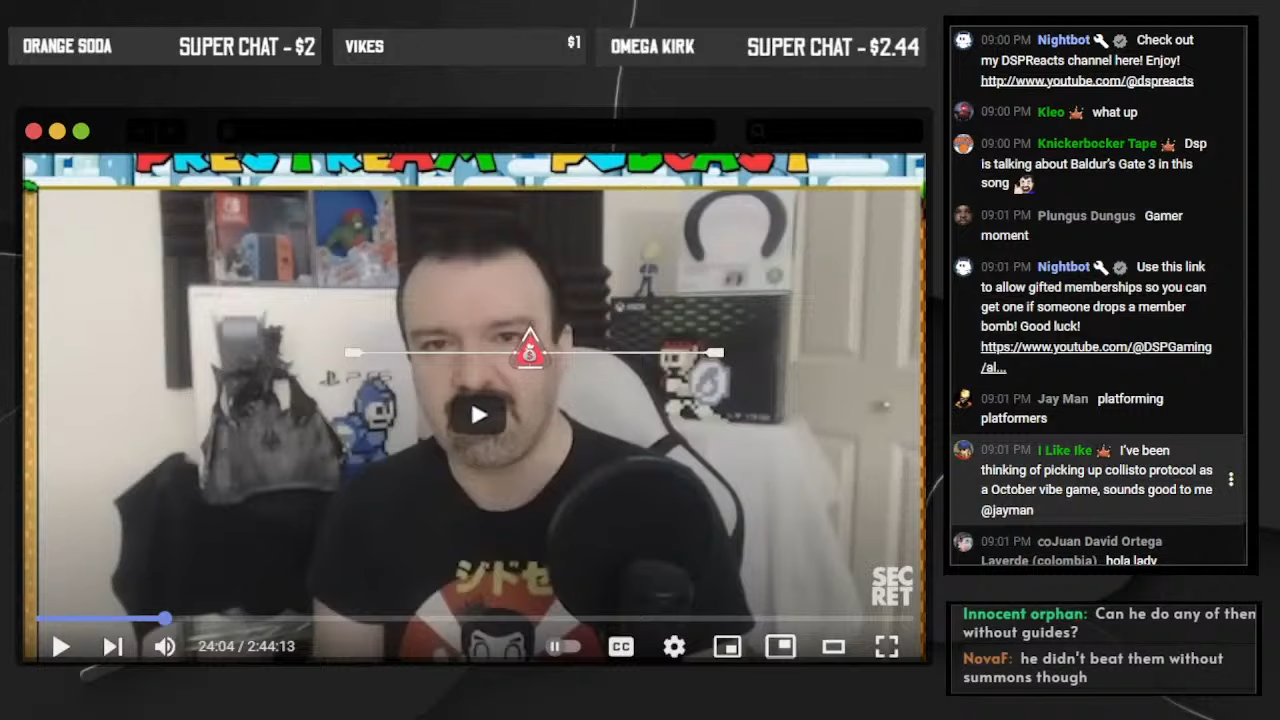 ORANGE SODA
SUPER CHAT - $2
VIKES
$1
OMEGA KIRK
SUPER CHAT - $2.44
PRESTREAM PODCAST
SEC
RET
24:04 / 2:44:13
CC
09:00 PM Nightbot Check out
my DSPReacts channel here! Enjoy!
http://www.youtube.com/@dspreacts
09:00 PM Kleo what up
09:00 PM Knickerbocker Tape Dsp
is talking about Baldur's Gate 3 in this
song
09:01 PM Plungus Dungus Gamer
moment
09:01 PM Nightbot Use this link
to allow gifted memberships so you can
get one if someone drops a member
bomb! Good luck!
https://www.youtube.com/@DSPGaming
/al...
09:01 PM Jay Man platforming
platformers
09:01 PM I Like Ike I've been
thinking of picking up collisto protocol as
a October vibe game, sounds good to me
@jayman
09:01 PM coJuan David Ortega
Laverde (colombia) hola lady
Innocent orphan: Can he do any of them
without guides?
NovaF: he didn't beat them without
summons though